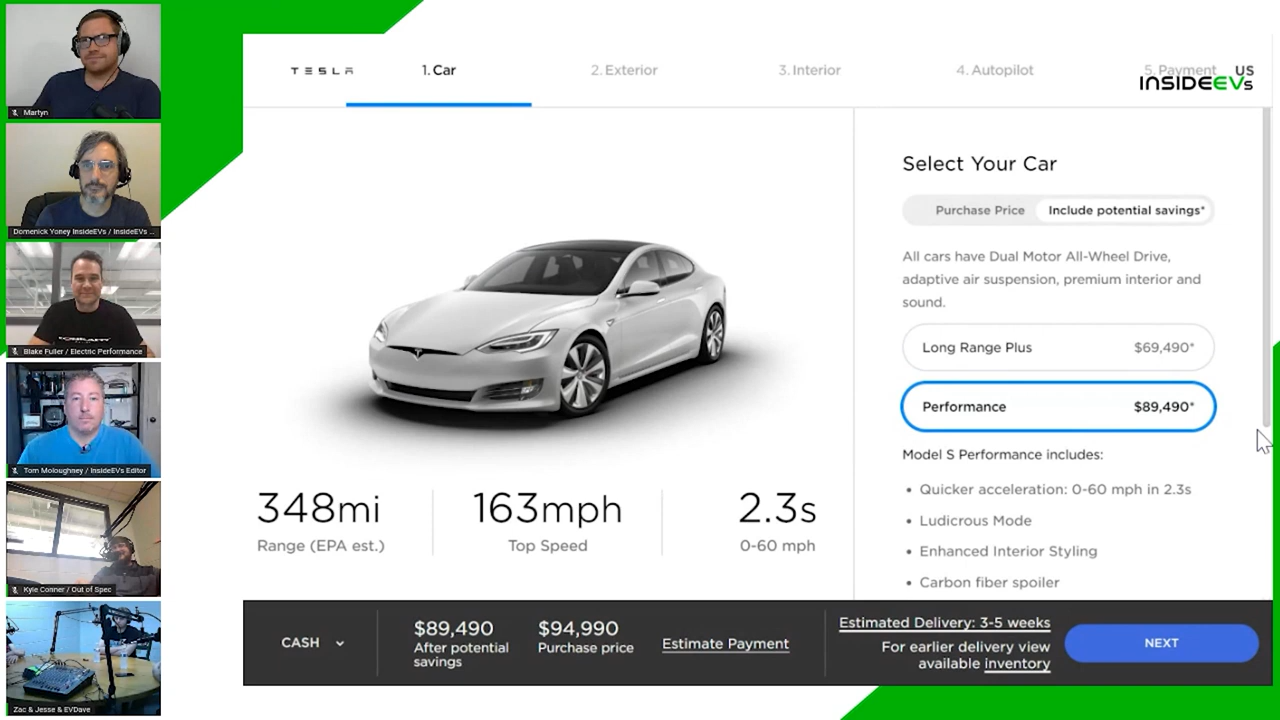 Martyn
Domenick Yoney InsideEVs / InsideEVs ...
Blake Fuller / Electric Performance
Tom Moloughney / InsideEVs Editor
Kyle Conner / Out of Spec
Zac & Jesse & EVDave
TESLA
1. Car
2. Exterior
3. Interior
4. Autopilot
5. Payment
US
INSIDEEVs
Select Your Car
Purchase Price
Include potential savings*
All cars have Dual Motor All-Wheel Drive,
adaptive air suspension, premium interior and
sound.
Long Range Plus $69,490*
Performance $89,490*
Model S Performance includes:
• Quicker acceleration: 0-60 mph in 2.3s
• Ludicrous Mode
• Enhanced Interior Styling
• Carbon fiber spoiler
348mi
Range (EPA est.)
163mph
Top Speed
2.3s
0-60 mph
CASH
$89,490
After potential
savings
$94,990
Purchase price
Estimate Payment
Estimated Delivery: 3-5 weeks
For earlier delivery view
available inventory
NEXT